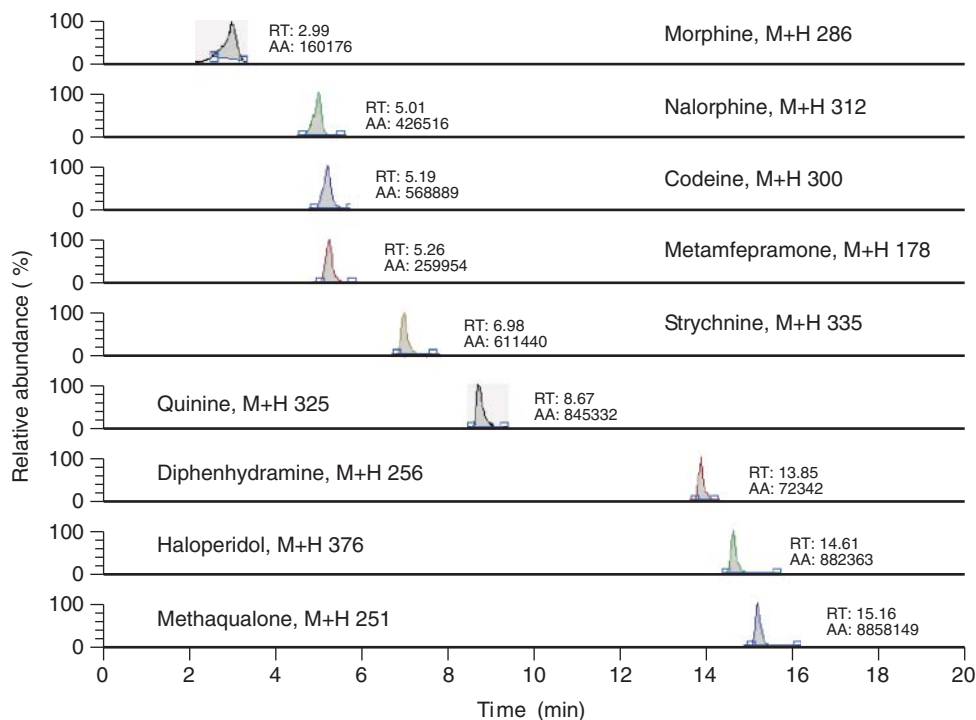 100
0
RT: 2.99
AA: 160176
Morphine, M+H 286
100
0
RT: 5.01
AA: 426516
Nalorphine, M+H 312
100
0
RT: 5.19
AA: 568889
Codeine, M+H 300
100
0
RT: 5.26
AA: 259954
Metamfepramone, M+H 178
100
0
RT: 6.98
AA: 611440
Strychnine, M+H 335
100
0
Quinine, M+H 325
RT: 8.67
AA: 845332
100
0
Diphenhydramine, M+H 256
RT: 13.85
AA: 72342
100
0
Haloperidol, M+H 376
RT: 14.61
AA: 882363
100
0
Methaqualone, M+H 251
RT: 15.16
AA: 8858149
Relative abundance (%)
0 2 4 6 8 10 12 14 16 18 20
Time (min)